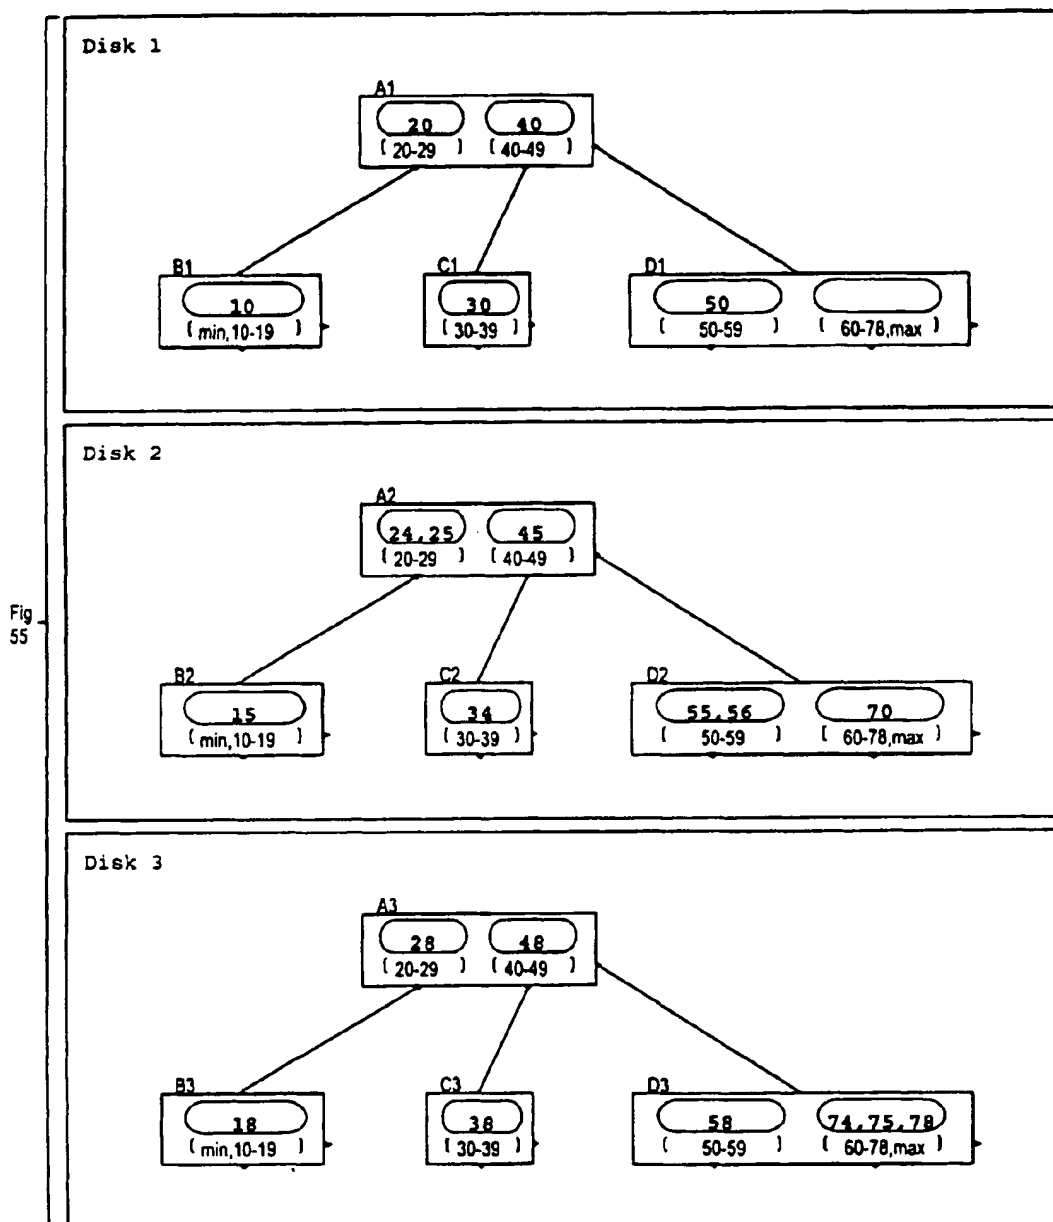 Disk 1
A1
20 40
[ 20-29 ] [ 40-49 ]
B1 C1 D1
10 30 50
[ min,10-19 ] [ 30-39 ] [ 50-59 ] [ 60-78,max ]
Disk 2
A2
24,25 45
[ 20-29 ] [ 40-49 ]
Fig
55
B2 C2 D2
15 34 55,56 70
[ min,10-19 ] [ 30-39 ] [ 50-59 ] [ 60-78,max ]
Disk 3
A3
28 48
[ 20-29 ] [ 40-49 ]
B3 C3 D3
18 38 58 74,75,78
[ min,10-19 ] [ 30-39 ] [ 50-59 ] [ 60-78,max ]